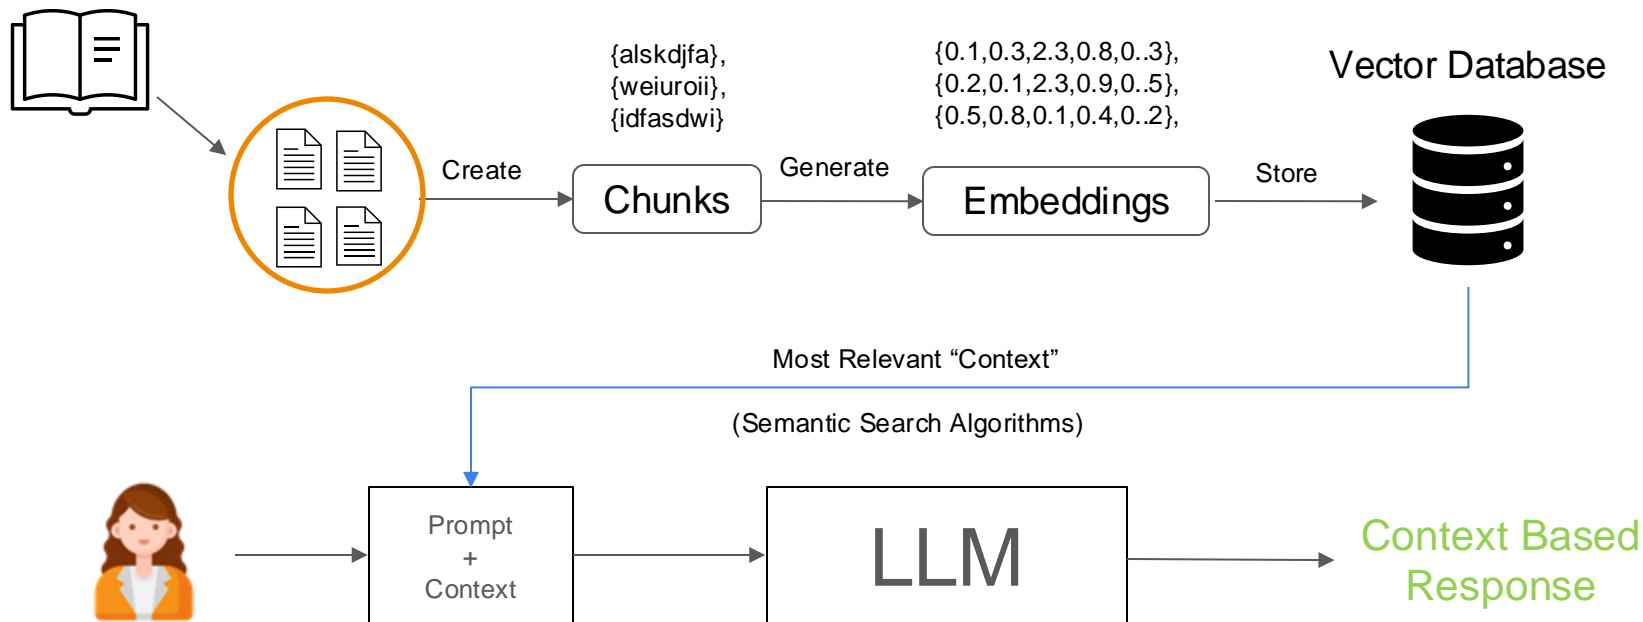 {alskdjfa},
{weiuroii},
{idfasdwi}
{0.1,0.3,2.3,0.8,0..3},
{0.2,0.1,2.3,0.9,0..5},
{0.5,0.8,0.1,0.4,0..2},
Vector Database
Create
Chunks
Generate
Embeddings
Store
Most Relevant “Context”
(Semantic Search Algorithms)
Prompt
+
Context
LLM
Context Based
Response